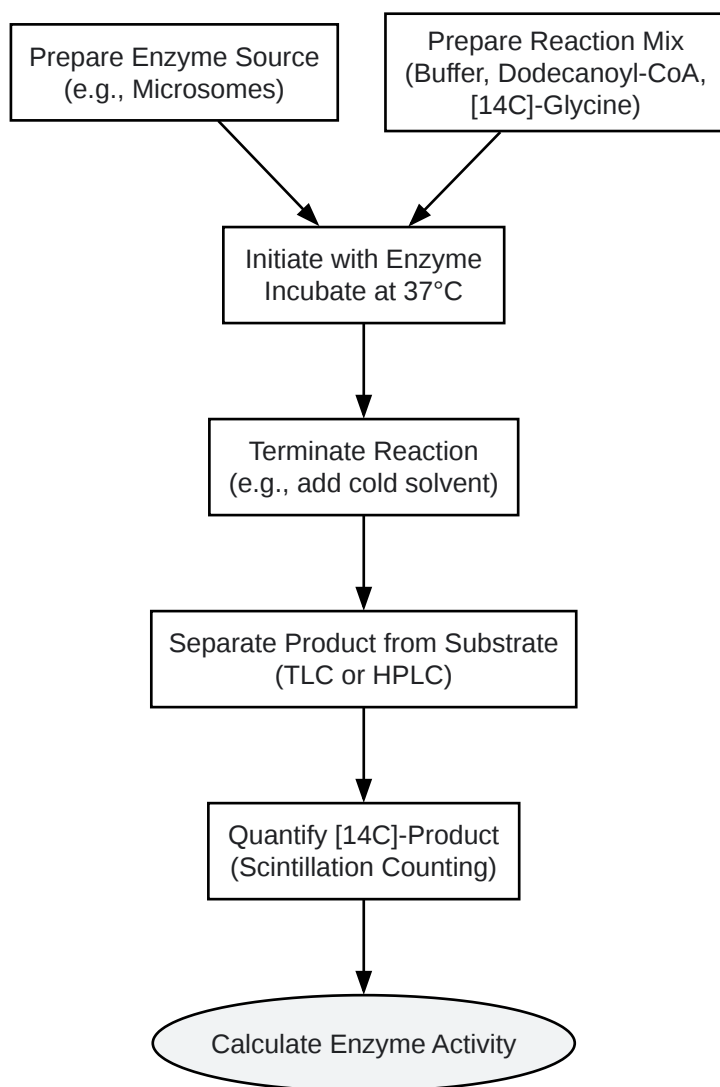 Prepare Enzyme Source
(e.g., Microsomes)
Prepare Reaction Mix
(Buffer, Dodecanoyl-CoA,
[14C]-Glycine)
Initiate with Enzyme
Incubate at 37°C
Terminate Reaction
(e.g., add cold solvent)
Separate Product from Substrate
(TLC or HPLC)
Quantify [14C]-Product
(Scintillation Counting)
Calculate Enzyme Activity